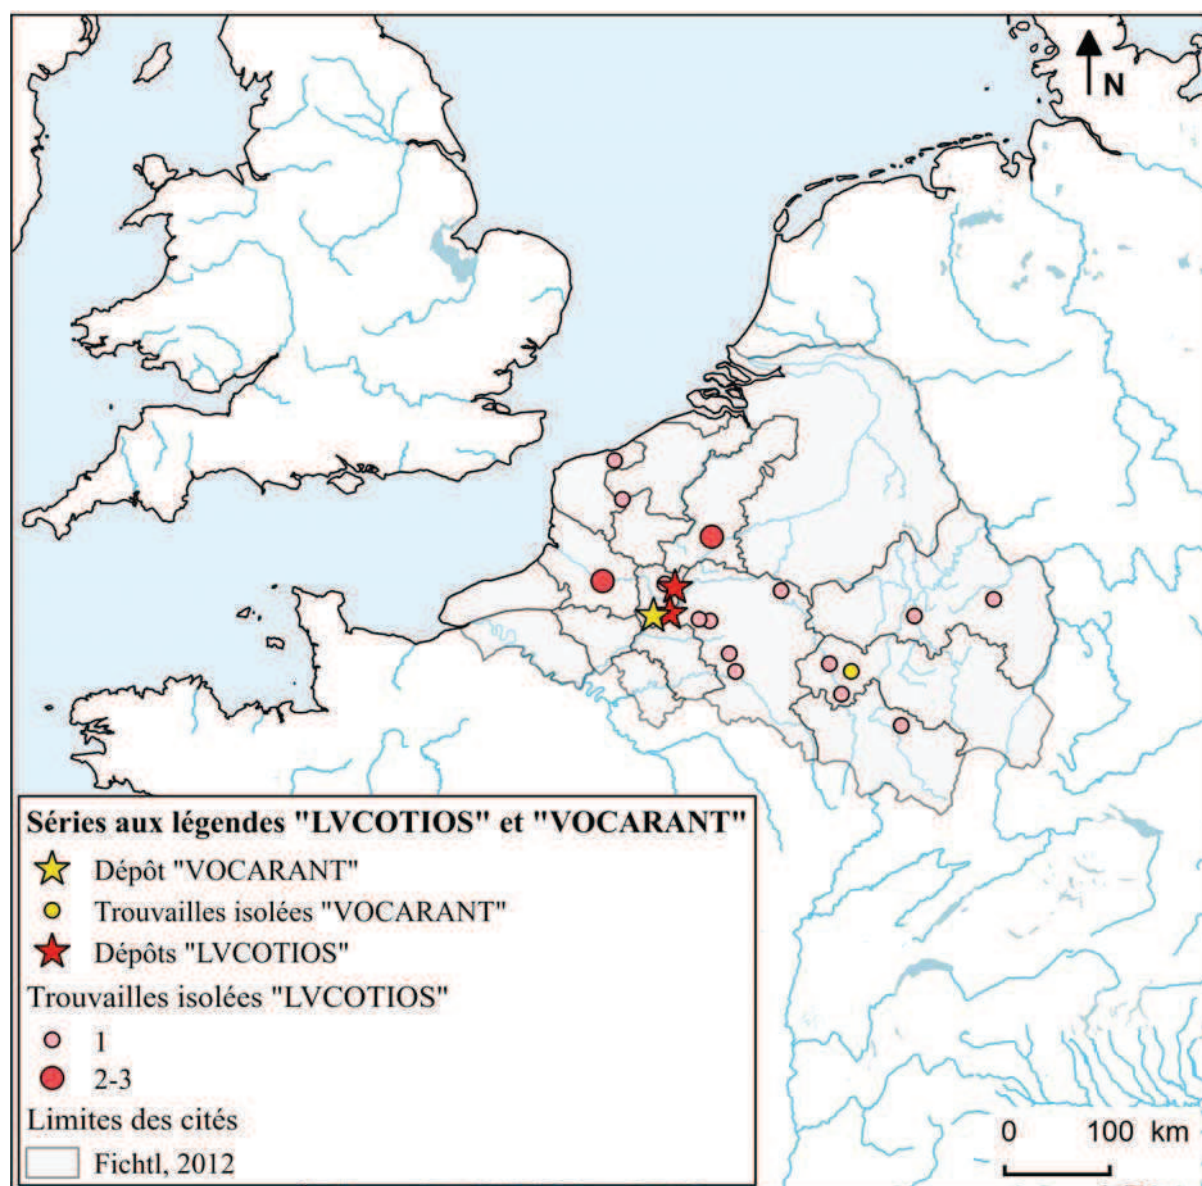 N
Séries aux légendes "LVCOTIOS" et "VOCARANT"
Dépôt "VOCARANT"
Trouvailles isolées "VOCARANT"
Dépôts "LVCOTIOS"
Trouvailles isolées "LVCOTIOS"
1
2-3
Limites des cités
Fichtl, 2012
0 100 km